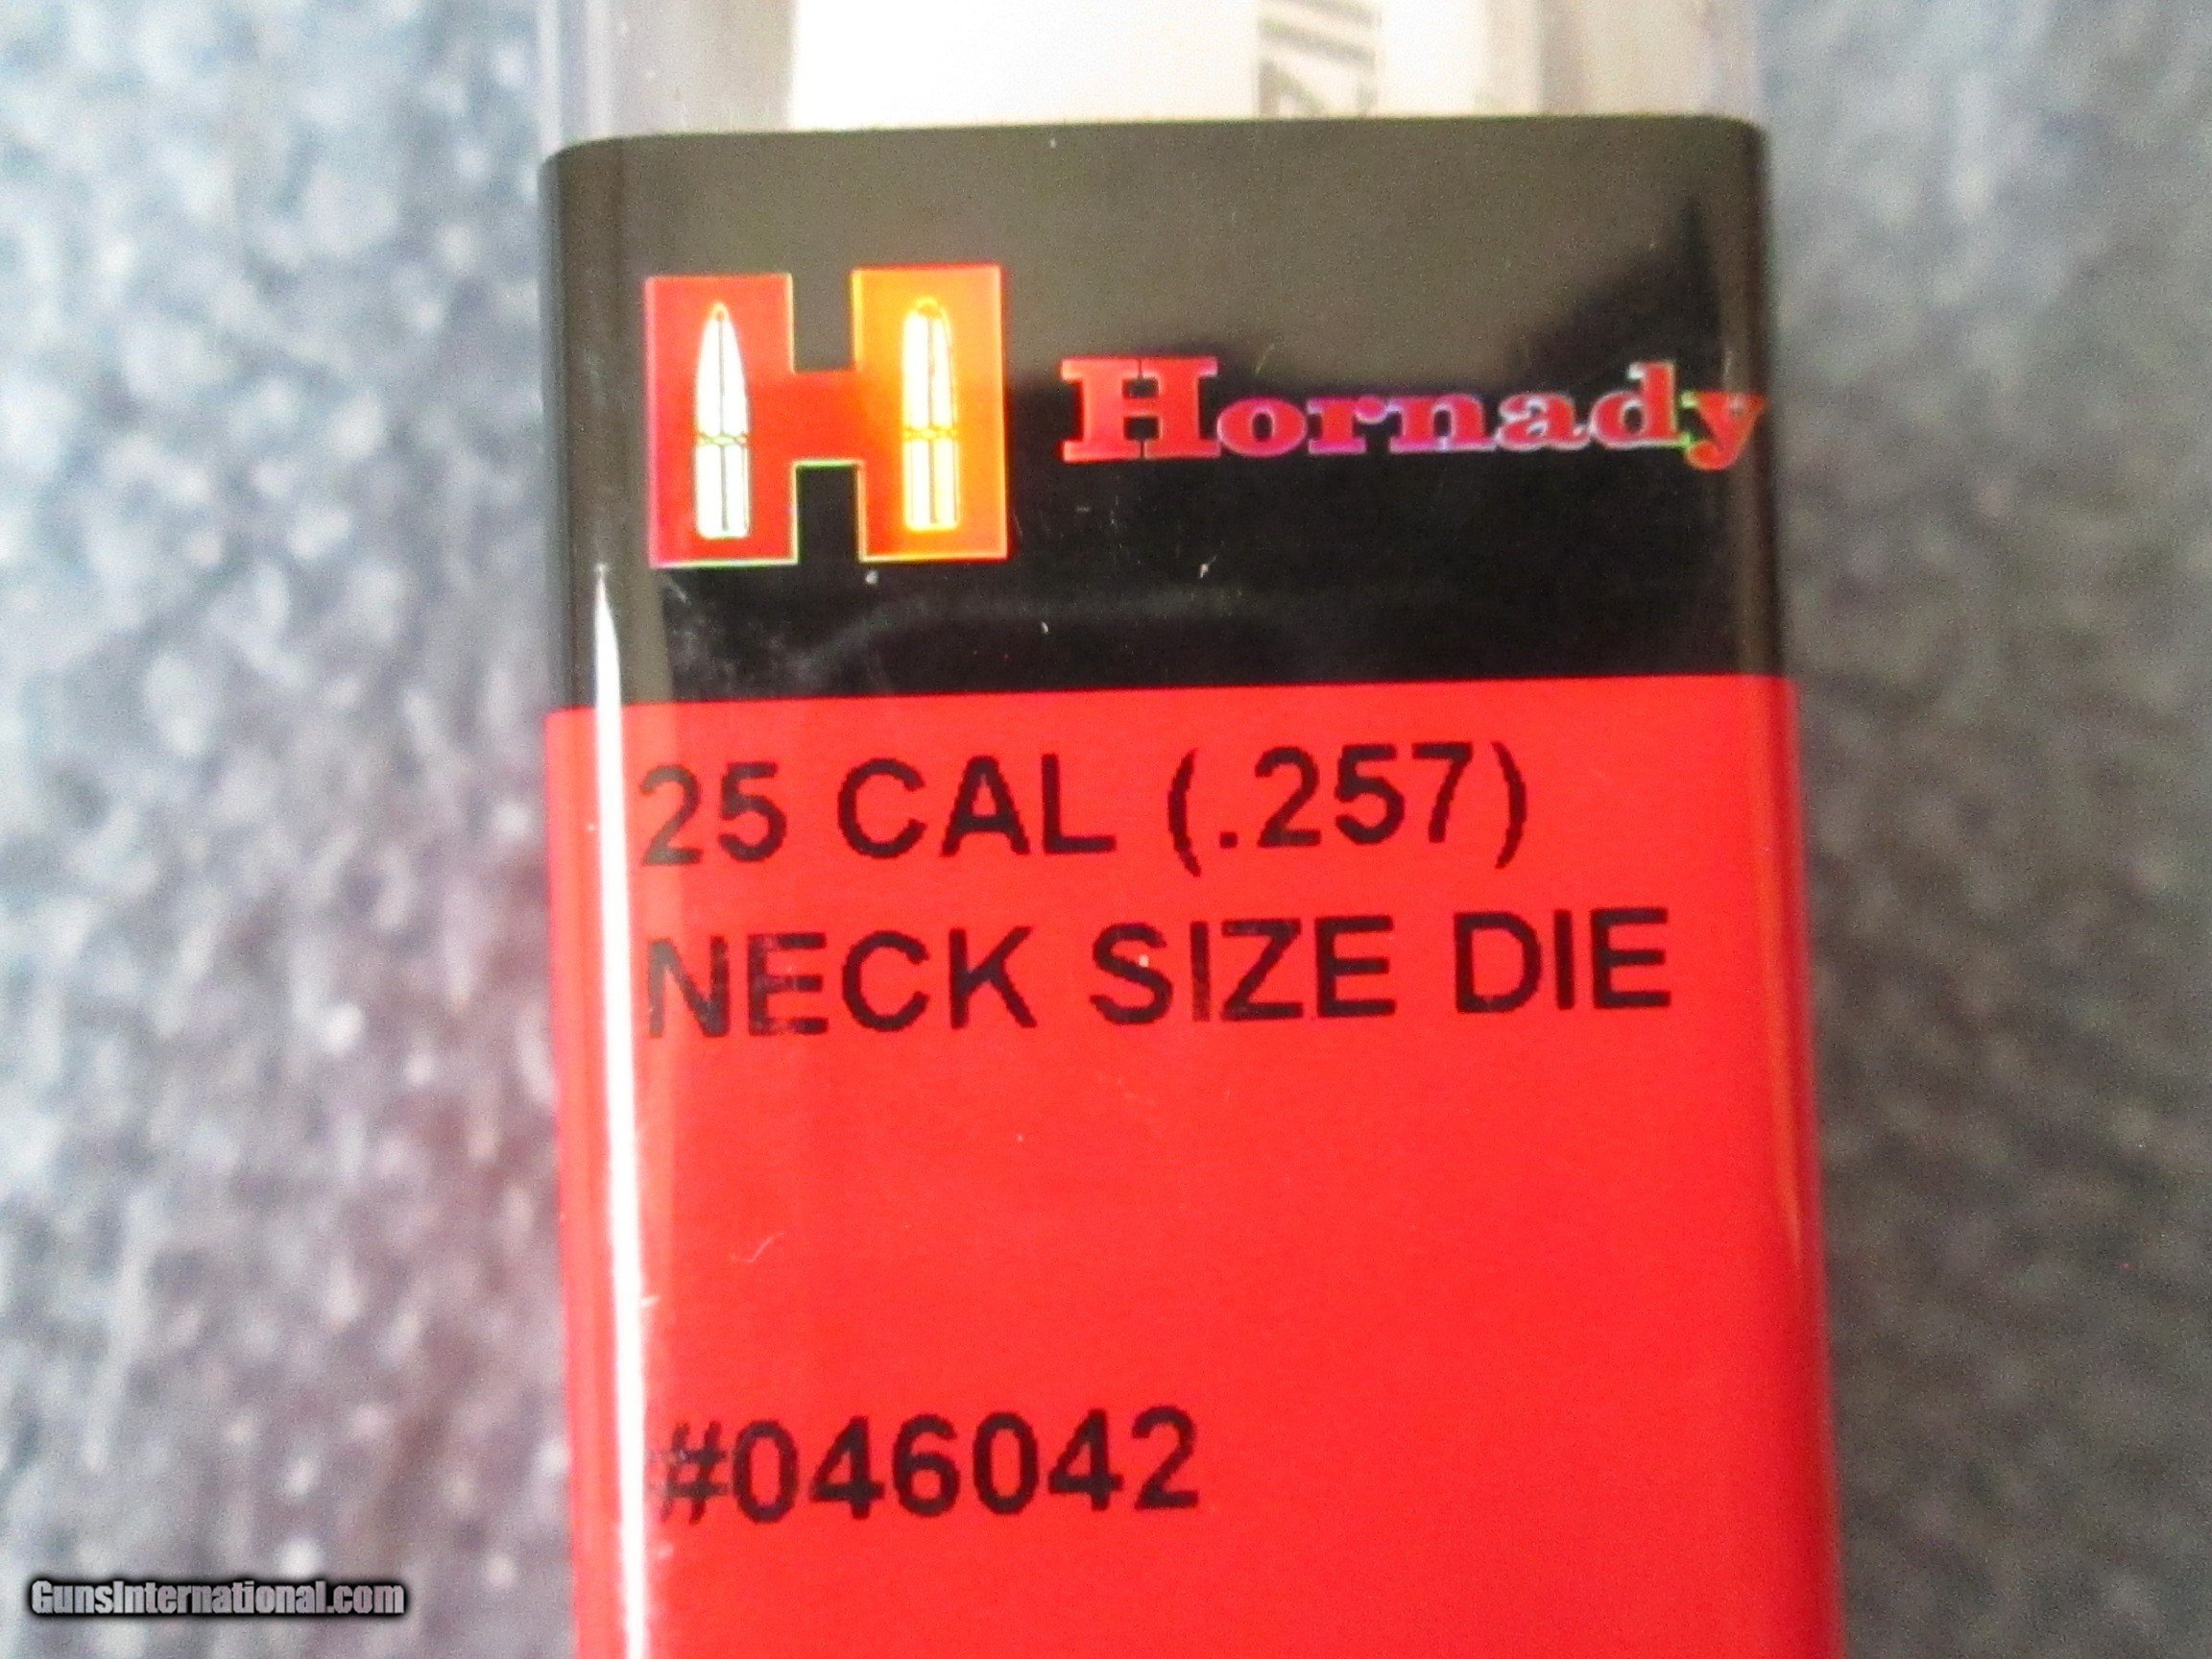 Hornady
25 CAL (.257)
NECK SIZE DIE
#046042
GunsInternational.com